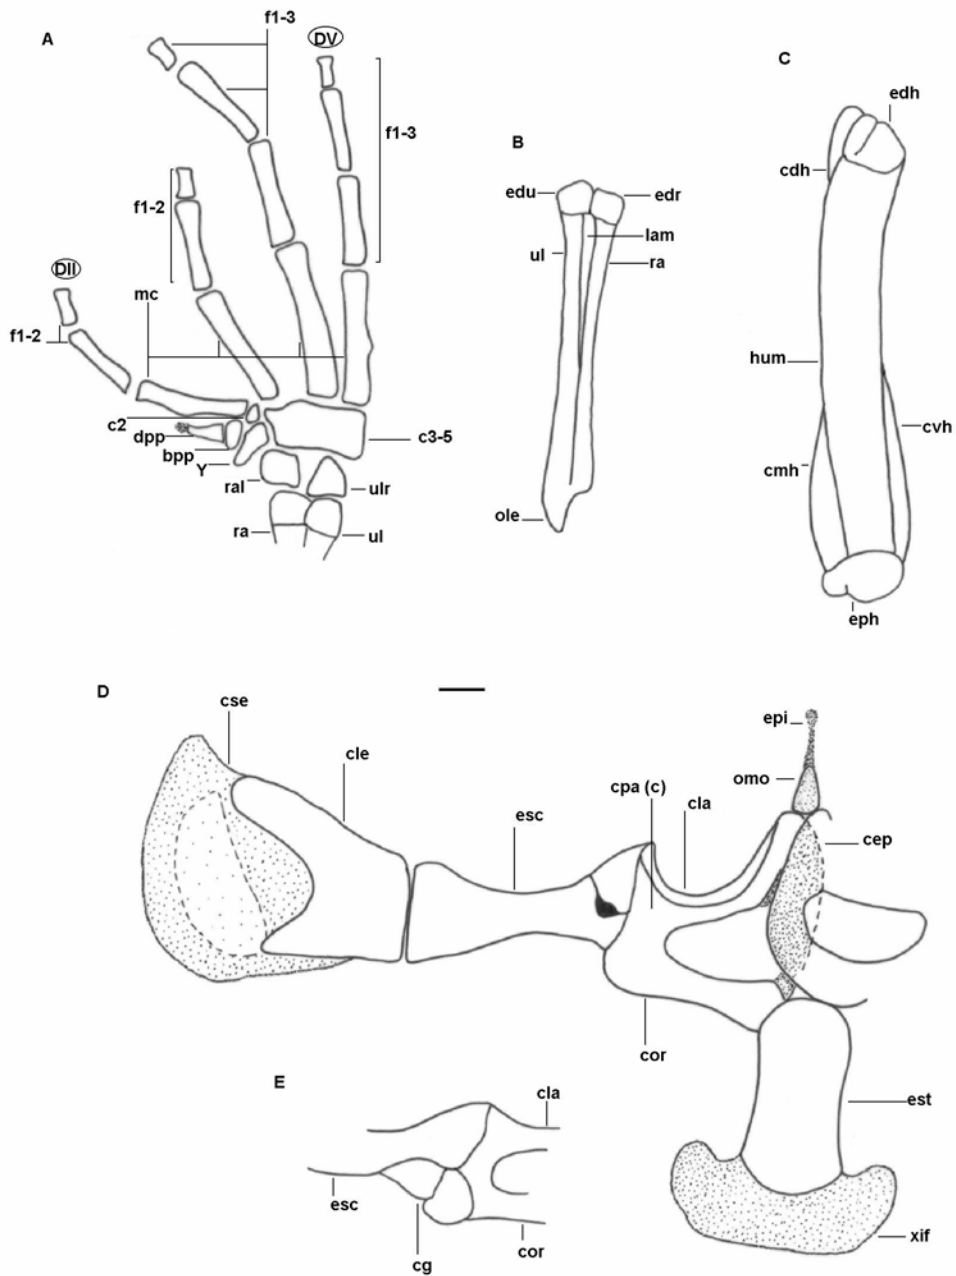 A
f1-3
DV
f1-3
f1-2
DII
mc
f1-2
c2
dpp
bpp
Y
c3-5
ral
ulr
ra
ul
B
edu
edr
lam
ul
ra
ole
C
edh
cdh
hum
cvh
cmh
eph
D
cse
cle
esc
cpa (c)
cla
epi
omo
cep
cor
est
xif
E
cla
esc
cg
cor